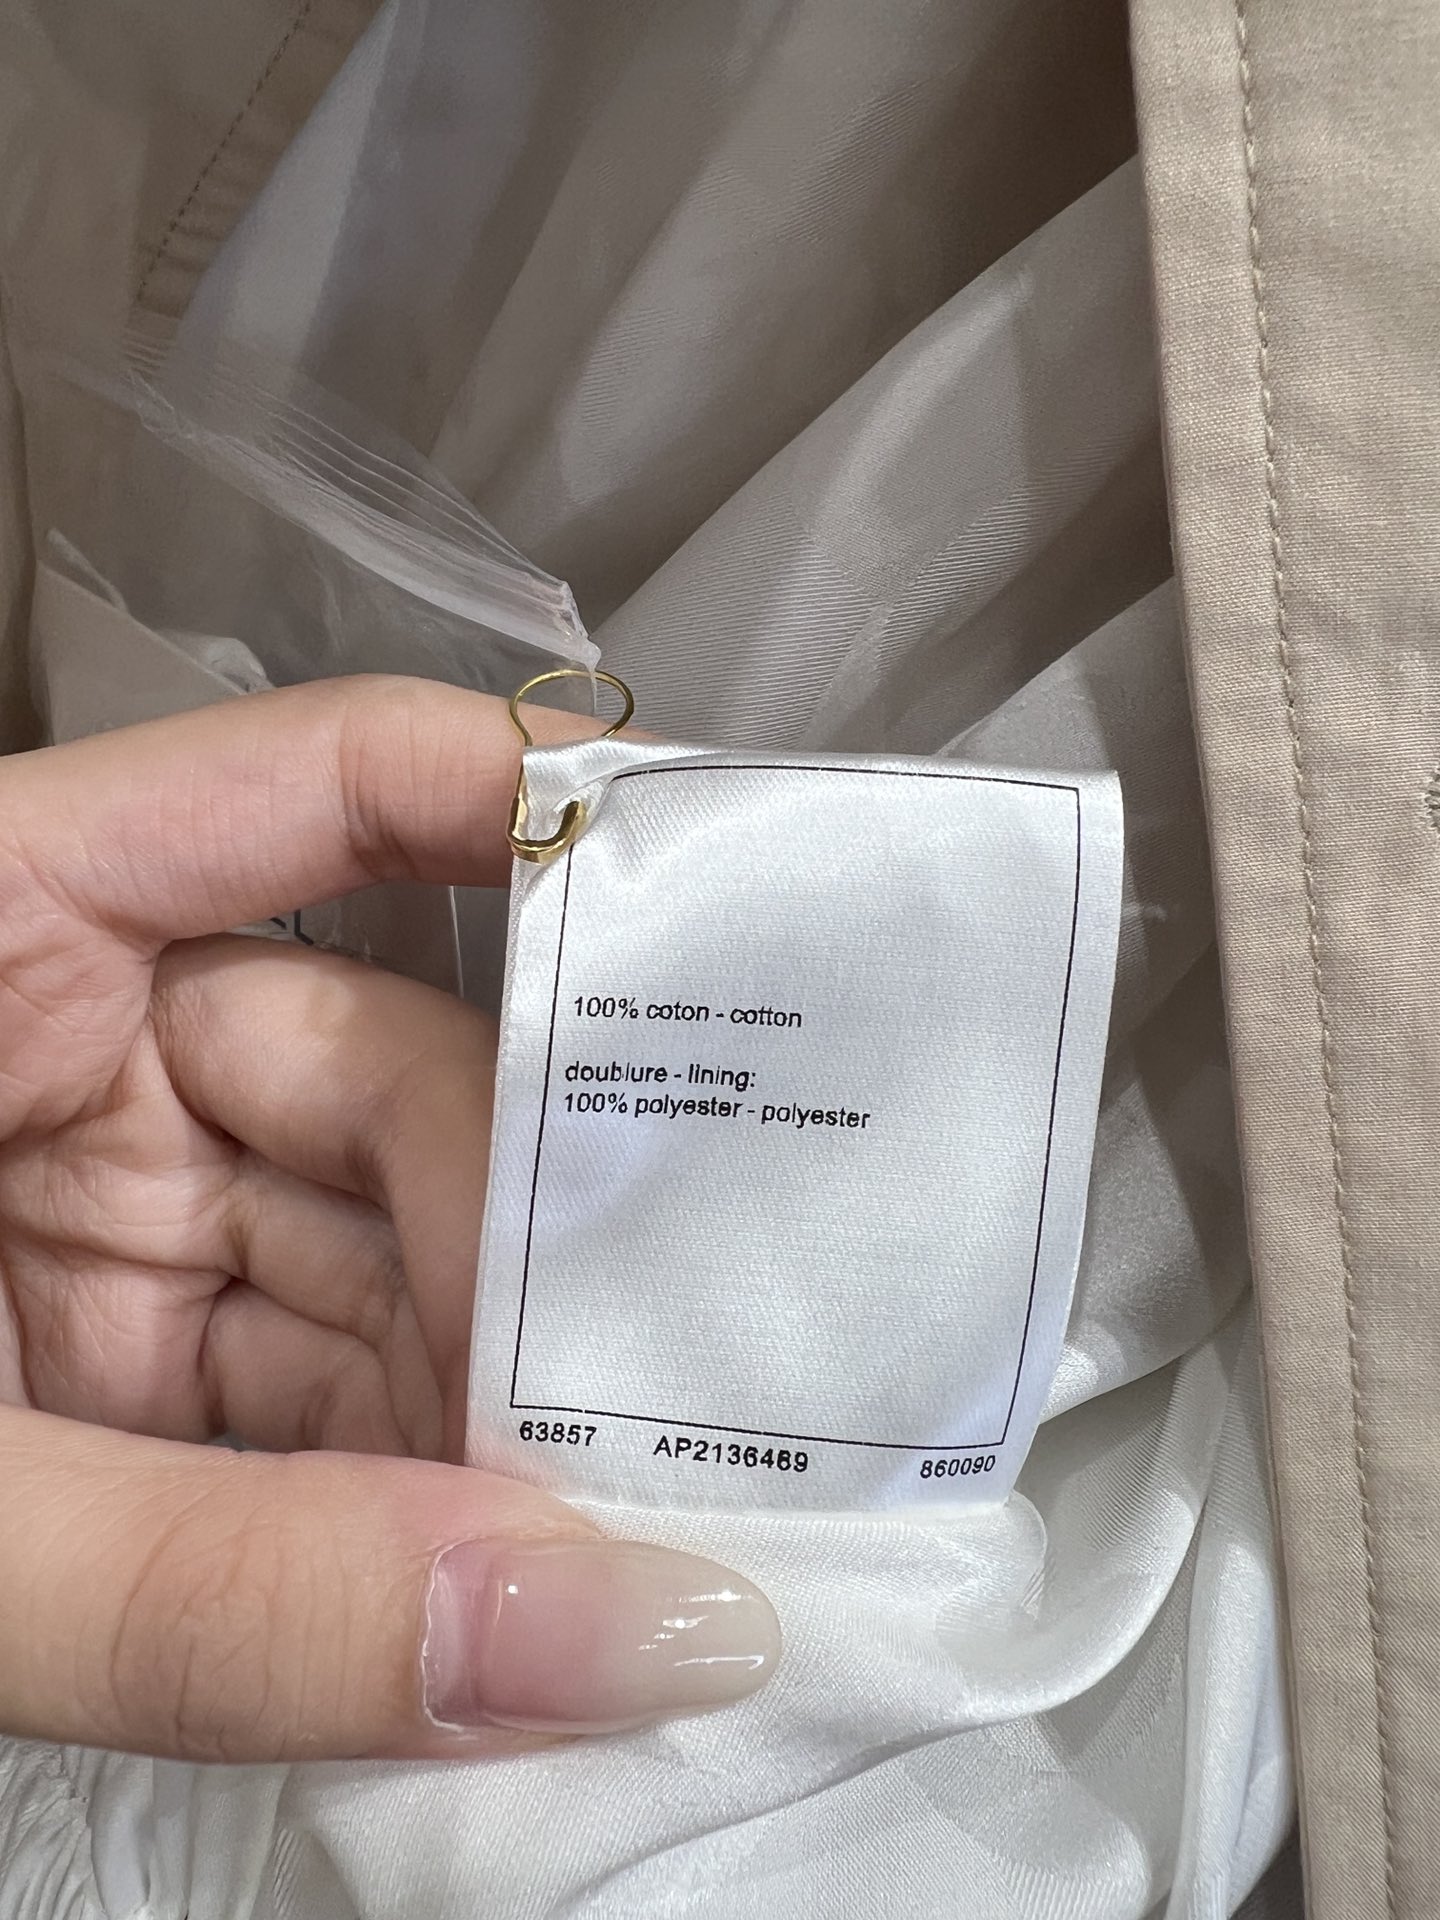 100% coton - cotton
doublure - lining:
100% polyester - polyester
63857 AP2136469 860090